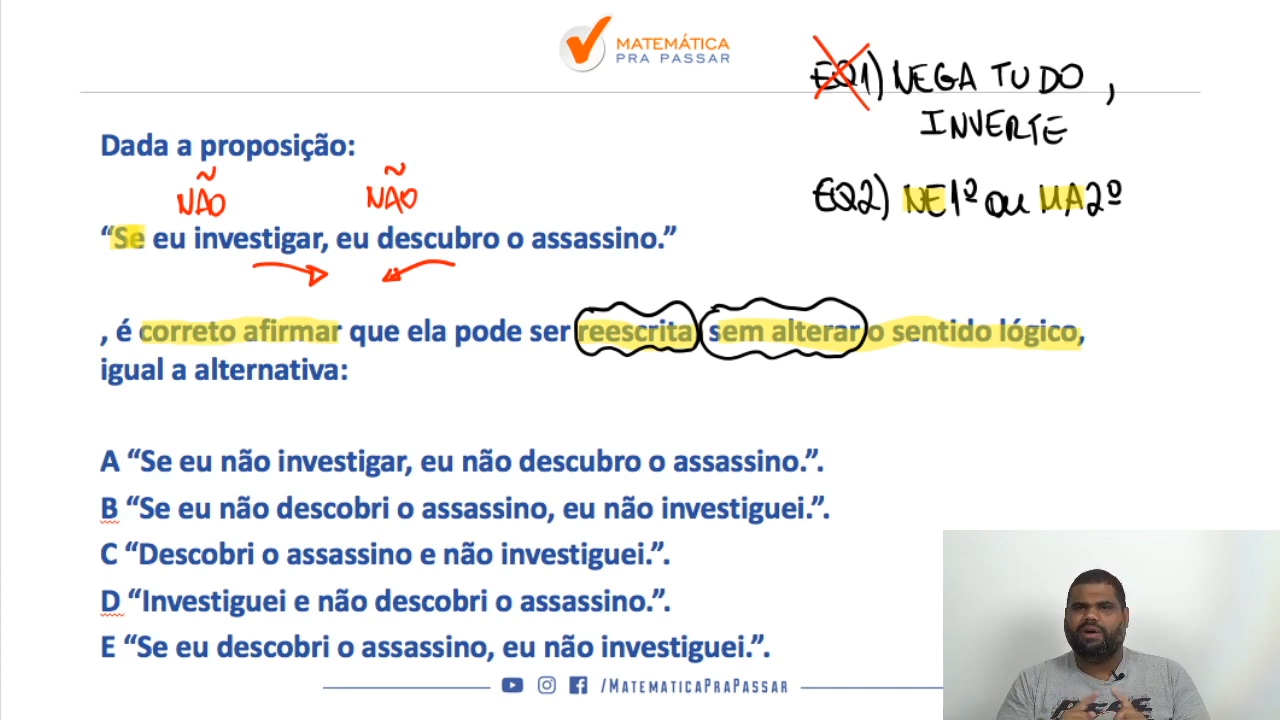 MATEMÁTICA
PRA PASSAR
EQ1) NEGA TUDO,
INVERTE
Dada a proposição:
NÃO NÃO
EQ2) NE1º OU MA2º
“Se eu investigar, eu descubro o assassino.”
, é correto afirmar que ela pode ser reescrita sem alterar o sentido lógico,
igual a alternativa:
A “Se eu não investigar, eu não descubro o assassino.”.
B “Se eu não descobri o assassino, eu não investiguei.”.
C “Descobri o assassino e não investiguei.”.
D “Investiguei e não descobri o assassino.”.
E “Se eu descobri o assassino, eu não investiguei.”.
/MATEMATICAPRAPASSAR